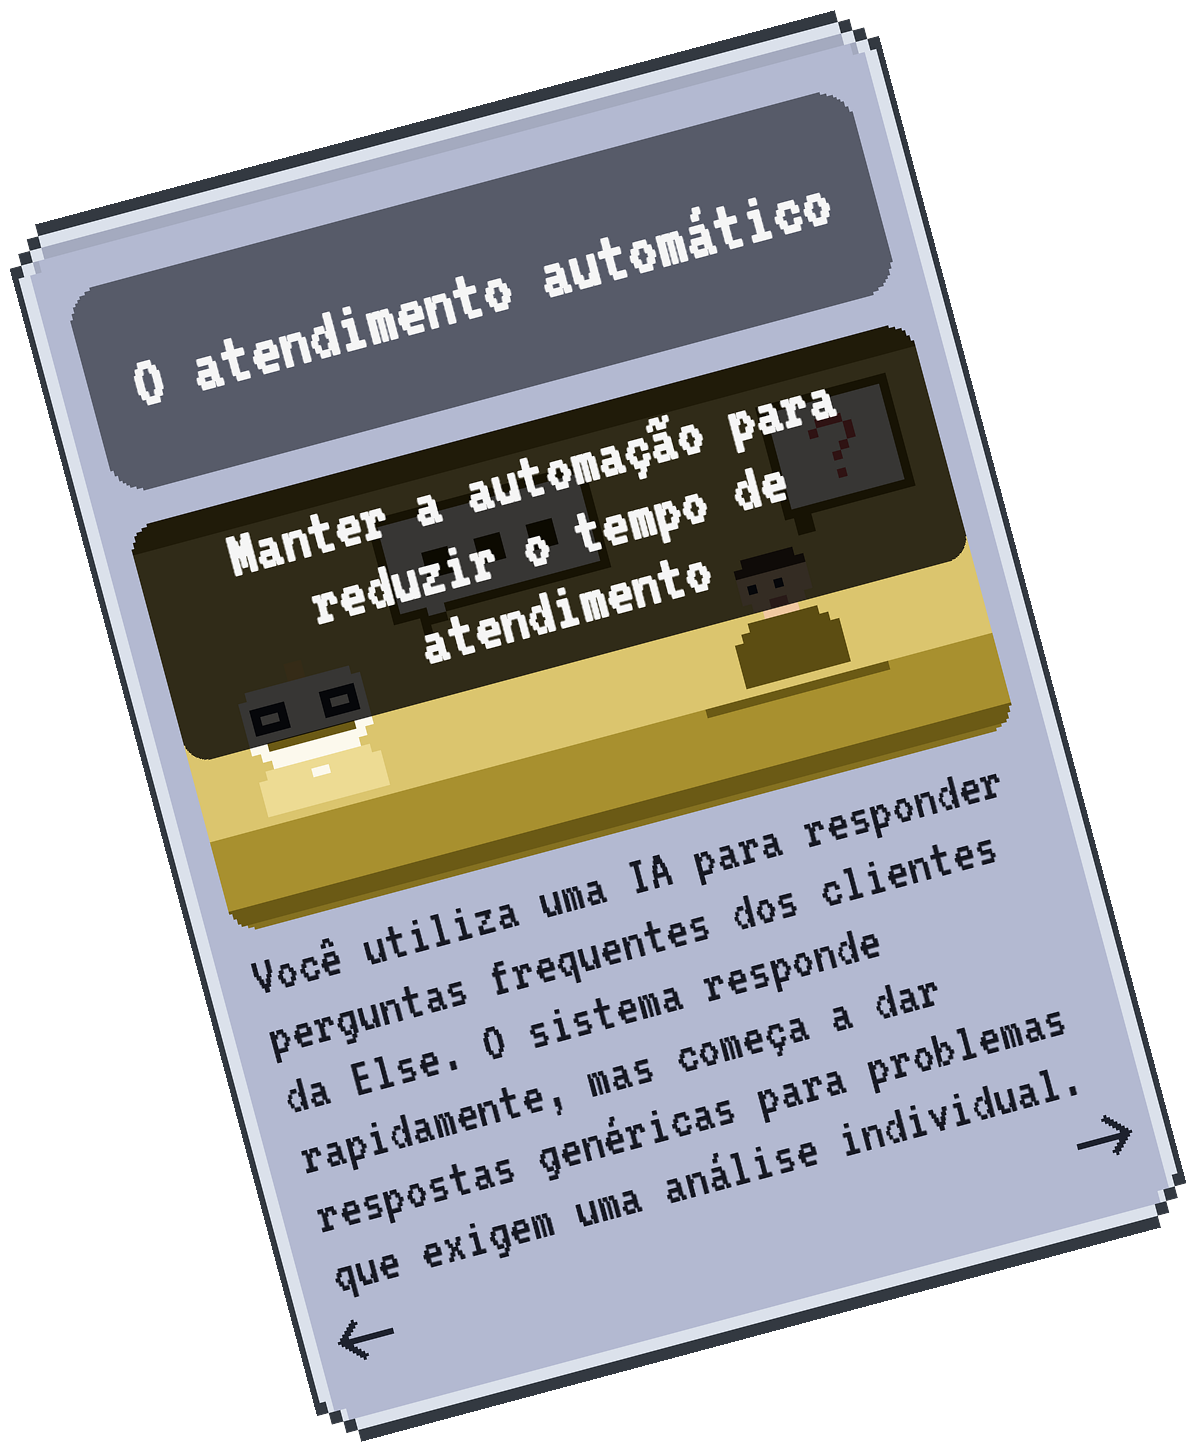 O atendimento automático
Manter a automação para
reduzir o tempo de
atendimento
?
Você utiliza uma IA para responder
perguntas frequentes dos clientes
da Else. O sistema responde
rapidamente, mas começa a dar
respostas genéricas para problemas
que exigem uma análise individual.